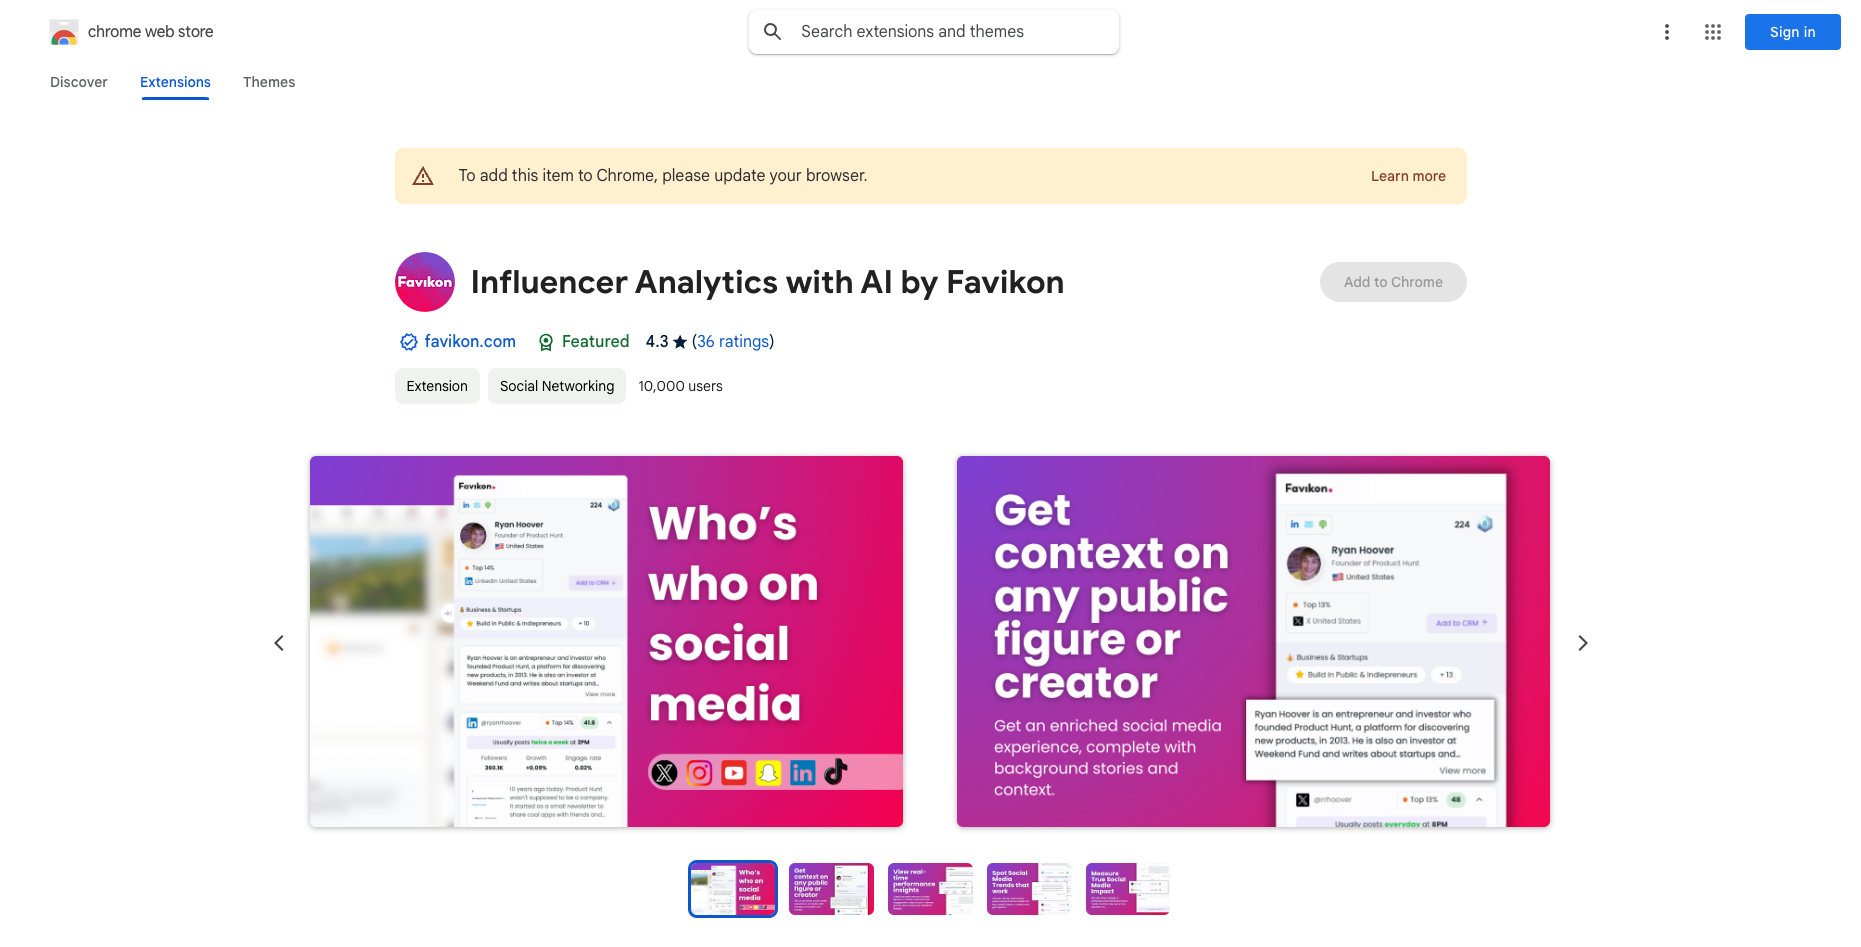 chrome web store
Search extensions and themes
Sign in
Discover
Extensions
Themes
To add this item to Chrome, please update your browser.
Learn more
Favikon
Influencer Analytics with AI by Favikon
Add to Chrome
favikon.com
Featured
4.3 ★ (36 ratings)
Extension
Social Networking
10,000 users
Favikon.
224
Ryan Hoover
Founder of Product Hunt
United States
Top 14%
LinkedIn United States
Add to CRM +
Business & Startups
Build in Public & Indiepreneurs
+ 10
Ryan Hoover is an entrepreneur and investor who
founded Product Hunt, a platform for discovering
new products, in 2013. He is also an investor at
Weekend Fund and writes about startups and...
View more
@ryanrhoover
Top 14%
41.8
Usually posts twice a week at 2PM
Followers
Growth
Engage. rate
360.1K
+0.09%
0.02%
10 years ago today. Product Hunt
wasn't supposed to be a company.
It started as a small newsletter to
share cool apps with friends and...
Who's
who on
social
media
Get
context on
any public
figure or
creator
Get an enriched social media
experience, complete with
background stories and
context.
Favikon.
224
Ryan Hoover
Founder of Product Hunt
United States
Top 13%
X United States
Add to CRM +
Business & Startups
Build in Public & Indiepreneurs
+ 13
Ryan Hoover is an entrepreneur and investor who
founded Product Hunt, a platform for discovering
new products, in 2013. He is also an investor at
Weekend Fund and writes about startups and...
View more
@rrhoover
Top 13%
48
Usually posts everyday at 8PM
Who's
who on
social
media
Get
context on
any public
figure or
creator
View real-
time
performance
insights
Spot Social
Media
Trends that
work
Measure
True Social
Media
Impact